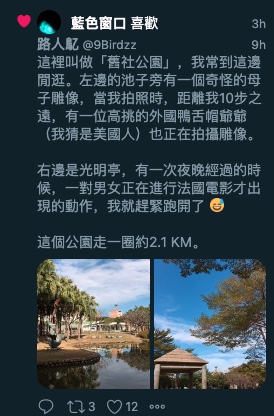 藍色窗口 喜歡 3h
路人馸 @9Birdzz 9h
這裡叫做「舊社公園」，我常到這邊
閒逛。左邊的池子旁有一個奇怪的母
子雕像，當我拍照時，距離我10步之
遠，有一位高挑的外國鴨舌帽爺爺
（我猜是美國人）也正在拍攝雕像。
右邊是光明亭，有一次夜晚經過的時
候，一對男女正在進行法國電影才出
現的動作，我就趕緊跑開了 😅
這個公園走一圈約2.1 KM。
3 12